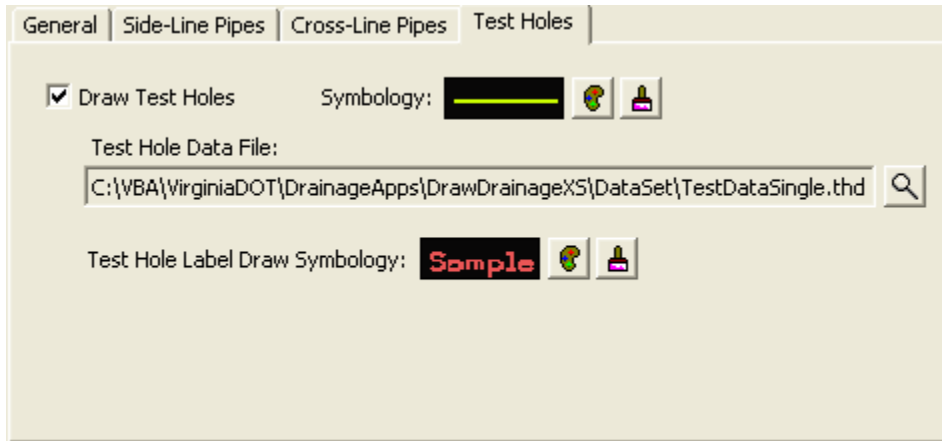 General Side-Line Pipes Cross-Line Pipes Test Holes
Draw Test Holes Symbology:
Test Hole Data File:
C:\VBA\VirginiaDOT\DrainageApps\DrawDrainageXS\DataSet\TestDataSingle.thd
Test Hole Label Draw Symbology: Sample